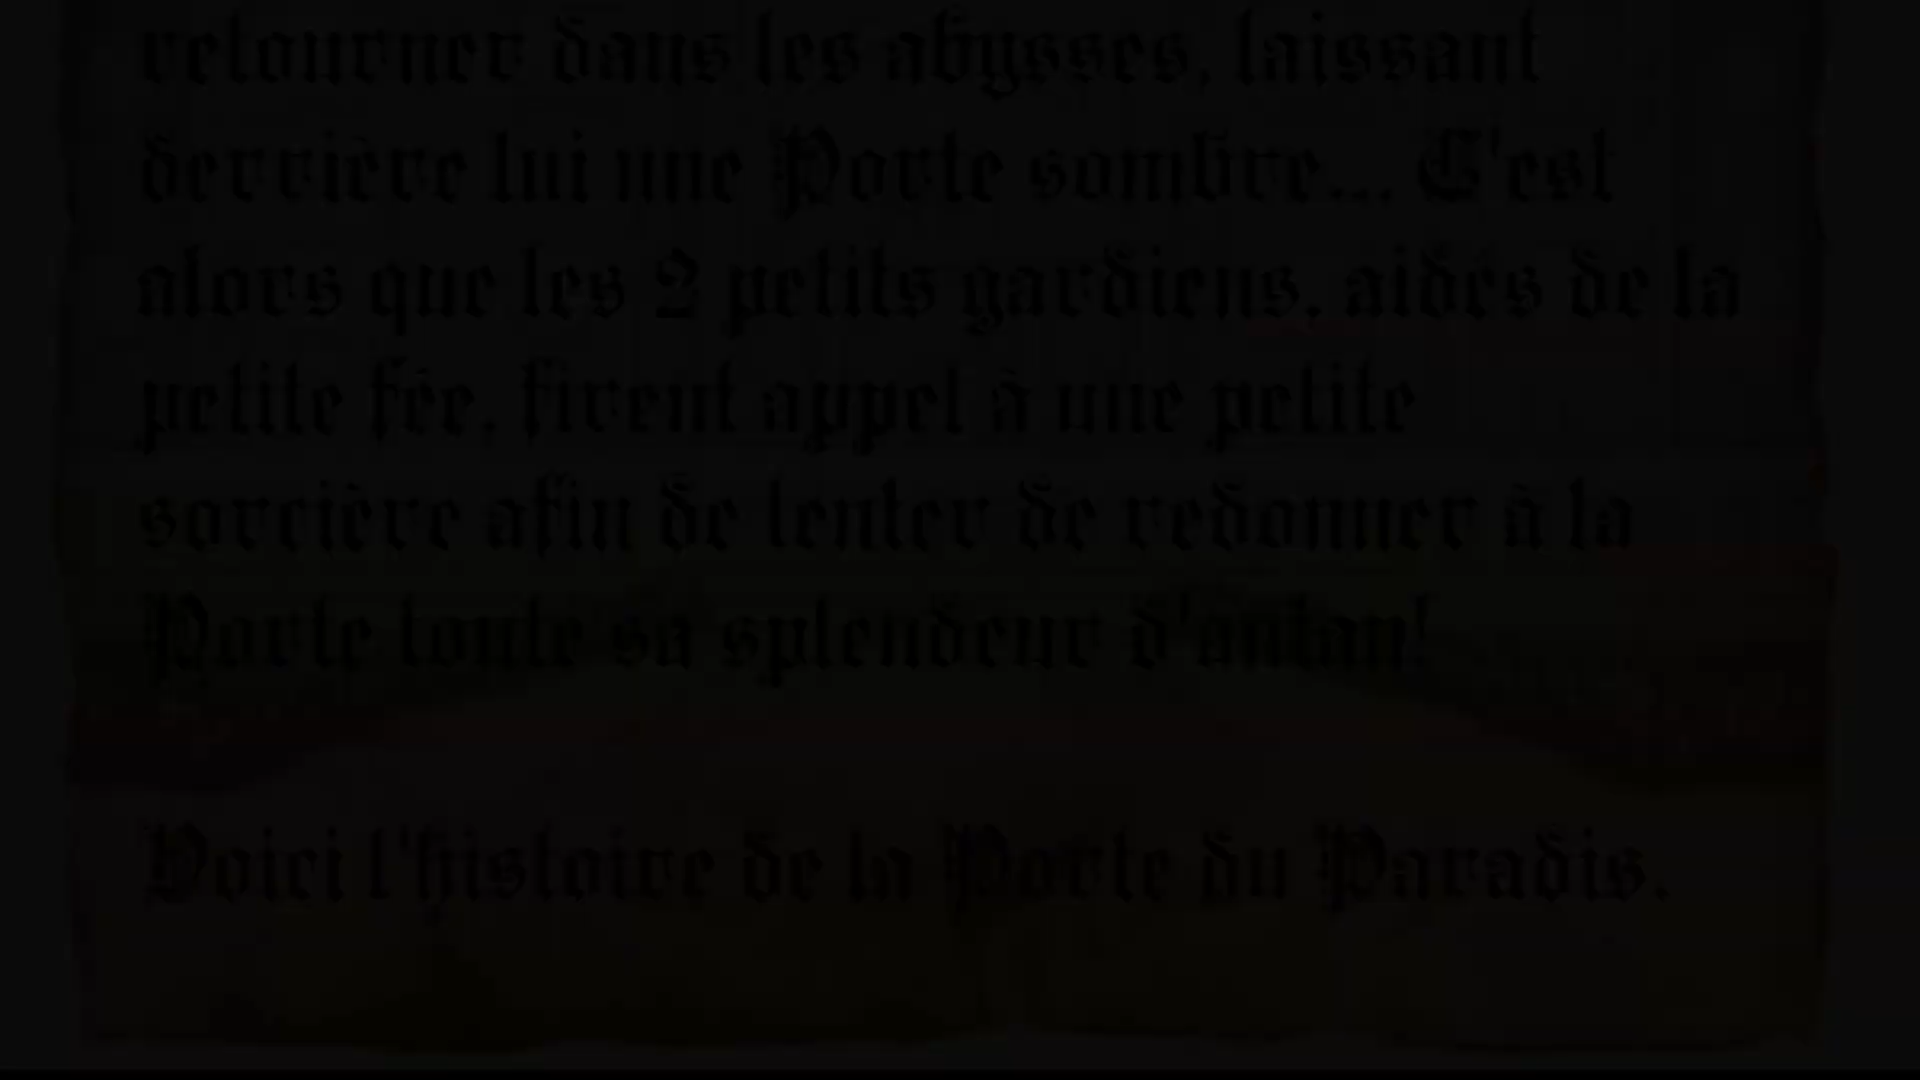 retourner dans les abysses, laissant
derrière lui une Porte sombre... C'est
alors que les 2 petits gardiens, aidés de la
petite fée, firent appel à une petite
sorcière afin de tenter de redonner à la
Porte toute sa splendeur d'antan!
Voici l'histoire de la Porte du Paradis.